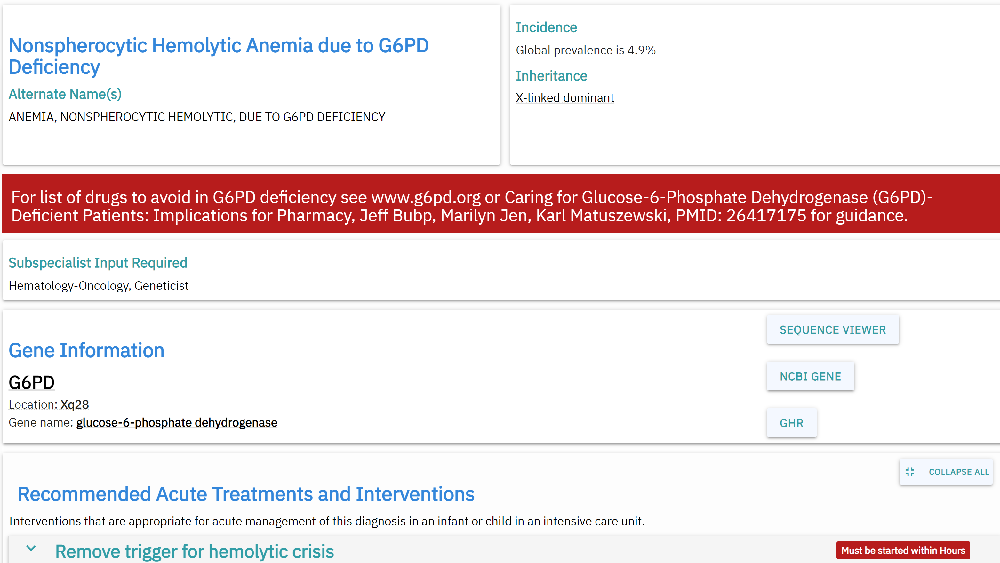 Nonspherocytic Hemolytic Anemia due to G6PD
Deficiency
Alternate Name(s)
ANEMIA, NONSPHEROCYTIC HEMOLYTIC, DUE TO G6PD DEFICIENCY
Incidence
Global prevalence is 4.9%
Inheritance
X-linked dominant
For list of drugs to avoid in G6PD deficiency see www.g6pd.org or Caring for Glucose-6-Phosphate Dehydrogenase (G6PD)-
Deficient Patients: Implications for Pharmacy, Jeff Bubp, Marilyn Jen, Karl Matuszewski, PMID: 26417175 for guidance.
Subspecialist Input Required
Hematology-Oncology, Geneticist
Gene Information
G6PD
Location: Xq28
Gene name: glucose-6-phosphate dehydrogenase
SEQUENCE VIEWER
NCBI GENE
GHR
COLLAPSE ALL
Recommended Acute Treatments and Interventions
Interventions that are appropriate for acute management of this diagnosis in an infant or child in an intensive care unit.
Remove trigger for hemolytic crisis
Must be started within Hours